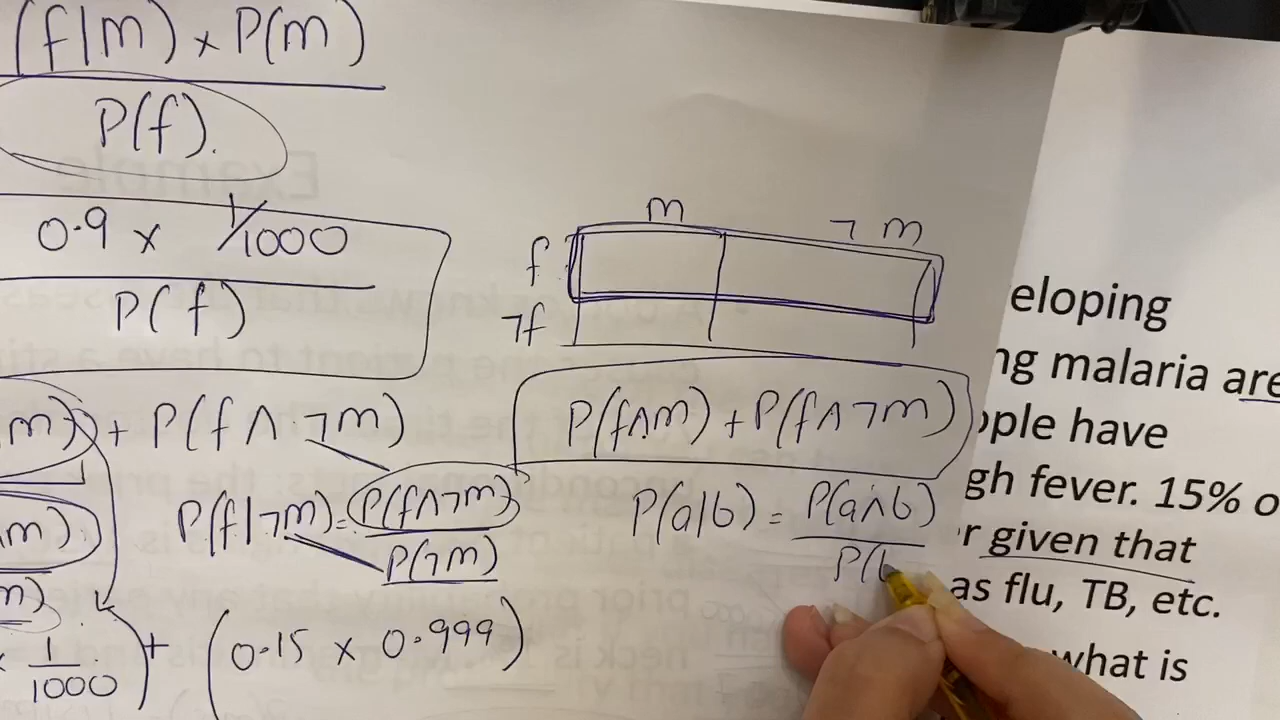 (f|m) × P(m)
P(f).
0.9 × 1/1000
P(f)
m ¬m
f
¬f
m) + P(f∧¬m)
P(f∧m) + P(f∧¬m)
P(f|¬m) = P(f∧¬m)
P(¬m)
P(a|b) = P(a∧b)
P(b
m)
m)
× 1/1000) + (0.15 × 0.999)
eloping
ng malaria are
ople have
gh fever. 15% o
r given that
as flu, TB, etc.
what is